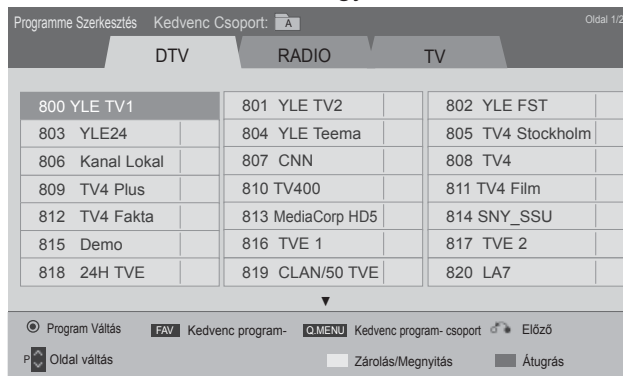 Programme Szerkesztés Kedvenc Csoport: A Oldal 1/2
DTV RADIO TV
800 YLE TV1 801 YLE TV2 802 YLE FST
803 YLE24 804 YLE Teema 805 TV4 Stockholm
806 Kanal Lokal 807 CNN 808 TV4
809 TV4 Plus 810 TV400 811 TV4 Film
812 TV4 Fakta 813 MediaCorp HD5 814 SNY_SSU
815 Demo 816 TVE 1 817 TVE 2
818 24H TVE 819 CLAN/50 TVE 820 LA7
Program Váltás FAV Kedvenc program- Q.MENU Kedvenc program- csoport Előző
P Oldal váltás Zárolás/Megnyitás Átugrás